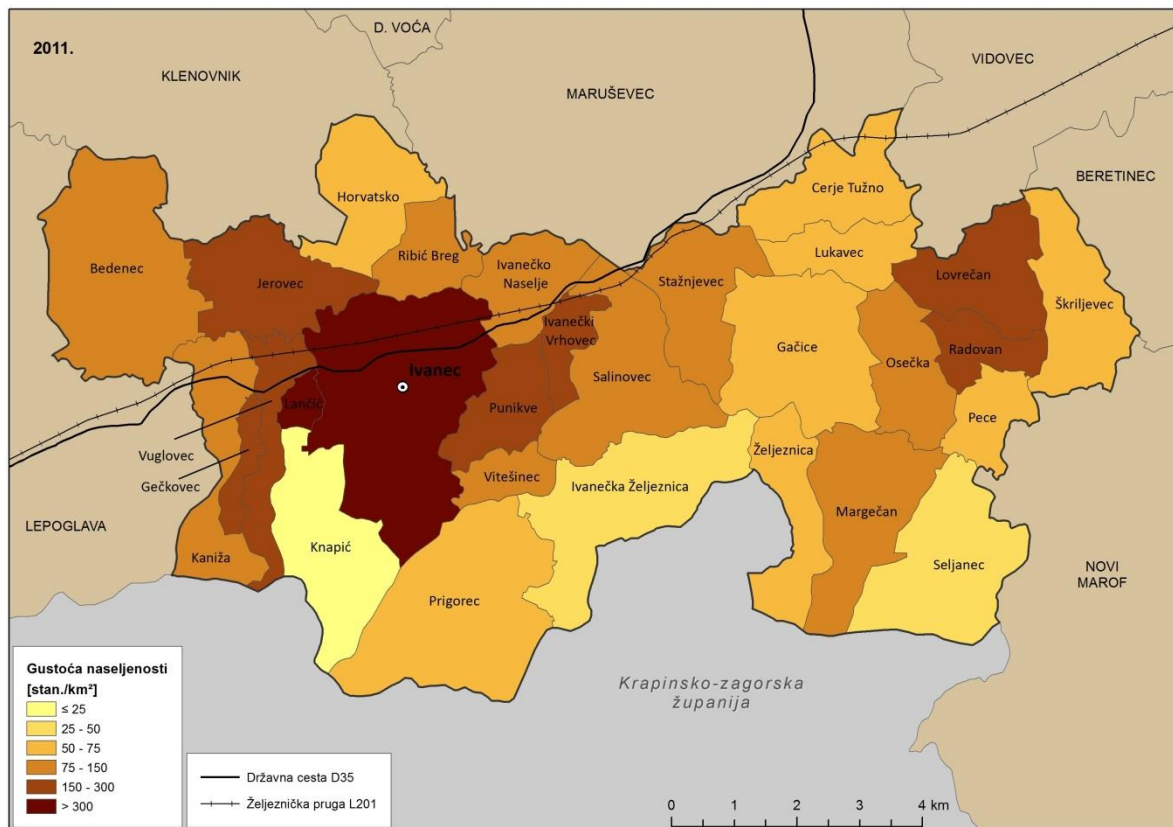 2011.
D. VOĆA
KLENOVNIK
VIDOVEC
MARUŠEVEC
BERETINEC
Horvatsko
Cerje Tužno
Bedenec
Ribić Breg
Ivanečko
Naselje
Lukavec
Jerovec
Stažnjevec
Lovrečan
Škriljevec
Ivanečki
Vrhovec
Gačice
Radovan
Osečka
Ivanec
Salinovec
Lančić
Punikve
Pece
Vuglovec
Željeznica
Gečkovec
Vitešinec
Ivanečka Željeznica
Margečan
LEPOGLAVA
Kaniža
Knapić
Seljanec
NOVI
MAROF
Prigorec
Krapinsko-zagorska
županija
Gustoća naseljenosti
[stan./km²]
≤ 25
25 - 50
50 - 75
75 - 150
150 - 300
> 300
Državna cesta D35
Željeznička pruga L201
0 1 2 3 4 km